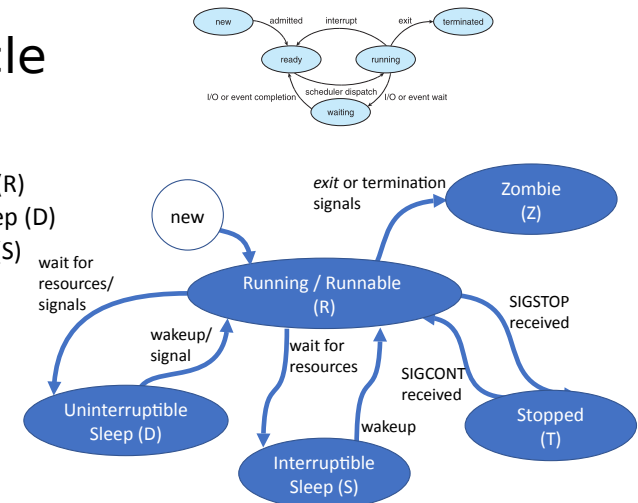 new
admitted
interrupt
exit
terminated
ready
running
I/O or event completion
scheduler dispatch
I/O or event wait
waiting
(R)
(D)
(S)
new
exit or termination
signals
Zombie
(Z)
wait for
resources/
signals
Running / Runnable
(R)
SIGSTOP
received
wakeup/
signal
wait for
resources
SIGCONT
received
Uninterruptible
Sleep (D)
wakeup
Stopped
(T)
Interruptible
Sleep (S)